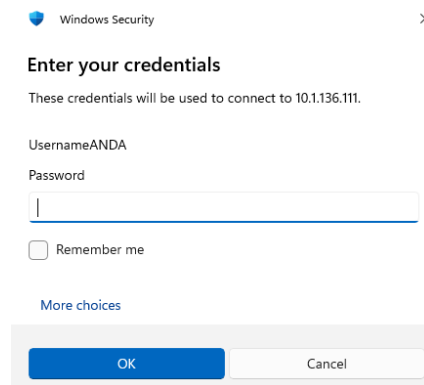 Windows Security
Enter your credentials
These credentials will be used to connect to 10.1.136.111.
UsernameANDA
Password
Remember me
More choices
OK
Cancel